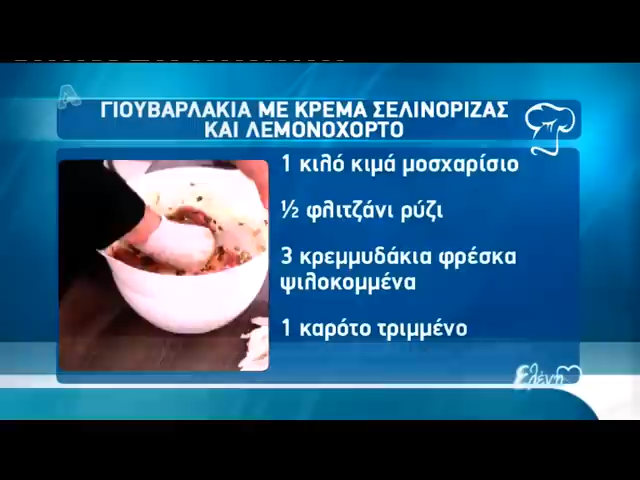 A
ΓΙΟΥΒΑΡΛΑΚΙΑ ΜΕ ΚΡΕΜΑ ΣΕΛΙΝΟΡΙΖΑΣ
ΚΑΙ ΛΕΜΟΝΟΧΟΡΤΟ
1 κιλό κιμά μοσχαρίσιο
½ φλιτζάνι ρύζι
3 κρεμμυδάκια φρέσκα
ψιλοκομμένα
1 καρότο τριμμένο
Ελένη